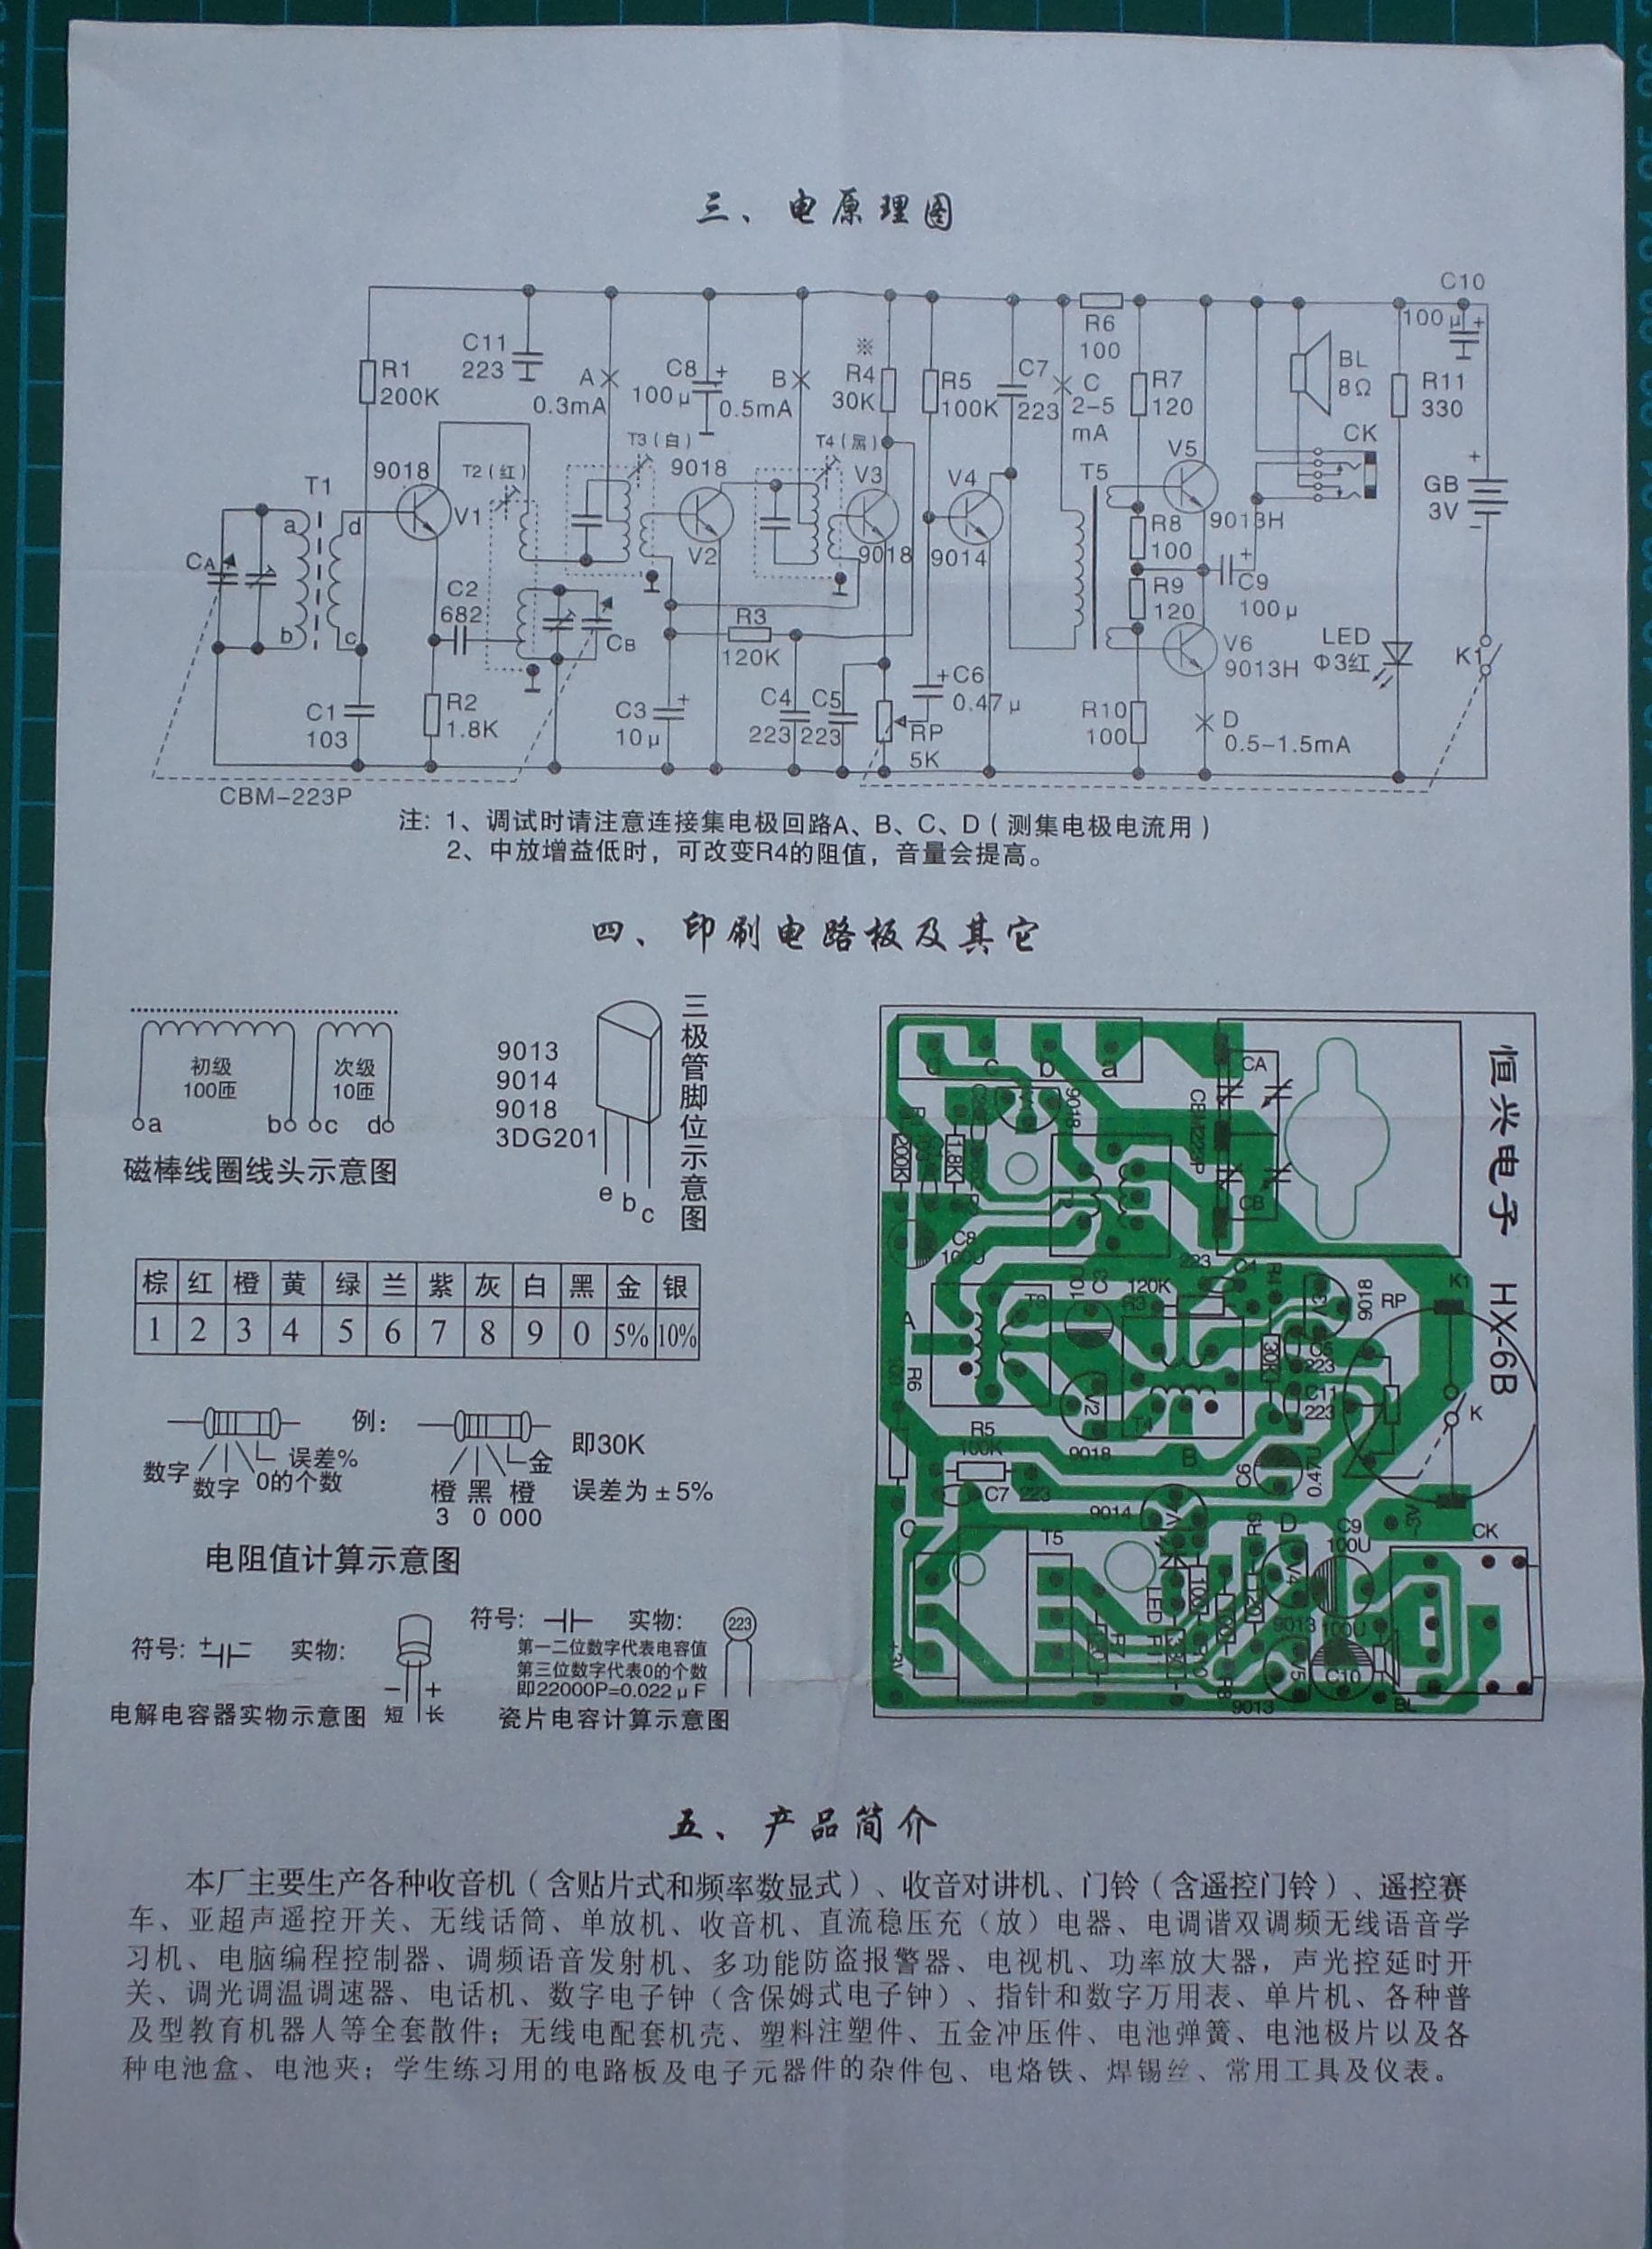 三、电原理图
C10
100μ
+
R6
100
C11
223
R1
200K
A
0.3mA
C8
100μ
+
B
0.5mA
※
R4
30K
R5
100K
C7
223
C
2-5
mA
R7
120
BL
8Ω
R11
330
CK
T1
9018
V1
T2(红)
T3(白)
9018
V2
T4(黑)
V3
9018
V4
9014
T5
V5
9013H
GB
3V
+
-
a
b
c
d
CA
C2
682
CB
R3
120K
R8
100
R9
120
C9
100μ
+
V6
9013H
LED
Φ3红
K1
C1
103
R2
1.8K
C3
10μ
+
C4
223
C5
223
RP
5K
+
C6
0.47μ
R10
100
D
0.5-1.5mA
CBM-223P
注: 1、调试时请注意连接集电极回路A、B、C、D(测集电极电流用)
2、中放增益低时，可改变R4的阻值，音量会提高。
四、印刷电路板及其它
初级
100匝
次级
10匝
a
b
c
d
磁棒线圈线头示意图
9013
9014
9018
3DG201
e
b
c
三极管脚位示意图
棕 红 橙 黄 绿 兰 紫 灰 白 黑 金 银
1 2 3 4 5 6 7 8 9 0 5% 10%
例:
数字
数字
0的个数
误差%
橙 黑 橙
金
3 0 000
即30K
误差为±5%
电阻值计算示意图
符号:
+
-
实物:
-
+
短
长
电解电容器实物示意图
符号:
实物:
223
第一二位数字代表电容值
第三位数字代表0的个数
即22000P=0.022μF
瓷片电容计算示意图
恒兴电子 HX-6B
c
b
a
CA
CBM223P
CB
9018
200K
1.8K
C8
100U
223
120K
R3
R4
9018
RP
K1
A
T3
10U
C3
R6
30K
C5
223
C11
223
K
V2
T4
9018
B
R5
100K
C7
223
C6
0.47U
9014
C
T5
R9
D
C9
100U
CK
LED
V4
9013
100U
C10
V5
9013
BL
五、产品简介
本厂主要生产各种收音机(含贴片式和频率数显式)、收音对讲机、门铃(含遥控门铃)、遥控赛
车、亚超声遥控开关、无线话筒、单放机、收音机、直流稳压充(放)电器、电调谐双调频无线语音学
习机、电脑编程控制器、调频语音发射机、多功能防盗报警器、电视机、功率放大器，声光控延时开
关、调光调温调速器、电话机、数字电子钟(含保姆式电子钟)、指针和数字万用表、单片机、各种普
及型教育机器人等全套散件；无线电配套机壳、塑料注塑件、五金冲压件、电池弹簧、电池极片以及各
种电池盒、电池夹；学生练习用的电路板及电子元器件的杂件包、电烙铁、焊锡丝、常用工具及仪表。